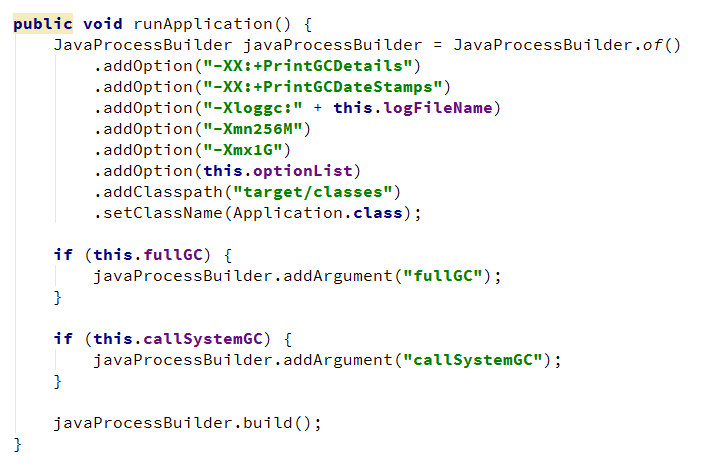 public void runApplication() {
    JavaProcessBuilder javaProcessBuilder = JavaProcessBuilder.of()
        .addOption("-XX:+PrintGCDetails")
        .addOption("-XX:+PrintGCDateStamps")
        .addOption("-Xloggc:" + this.logFileName)
        .addOption("-Xmn256M")
        .addOption("-Xmx1G")
        .addOption(this.optionList)
        .addClasspath("target/classes")
        .setClassName(Application.class);

    if (this.fullGC) {
        javaProcessBuilder.addArgument("fullGC");
    }

    if (this.callSystemGC) {
        javaProcessBuilder.addArgument("callSystemGC");
    }

    javaProcessBuilder.build();
}